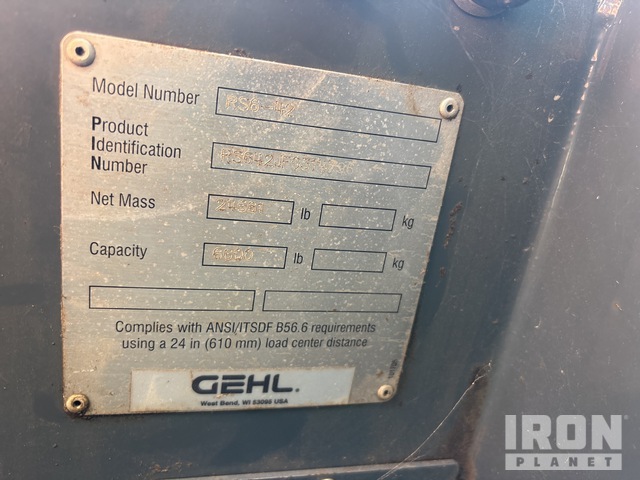 Model Number RS6 42
Product
Identification
Number
Net Mass lb kg
Capacity 6600 lb kg
Complies with ANSI/ITSDF B56.6 requirements
using a 24 in (610 mm) load center distance
GEHL.
West Bend, WI 53095 USA
IRON
PLANET